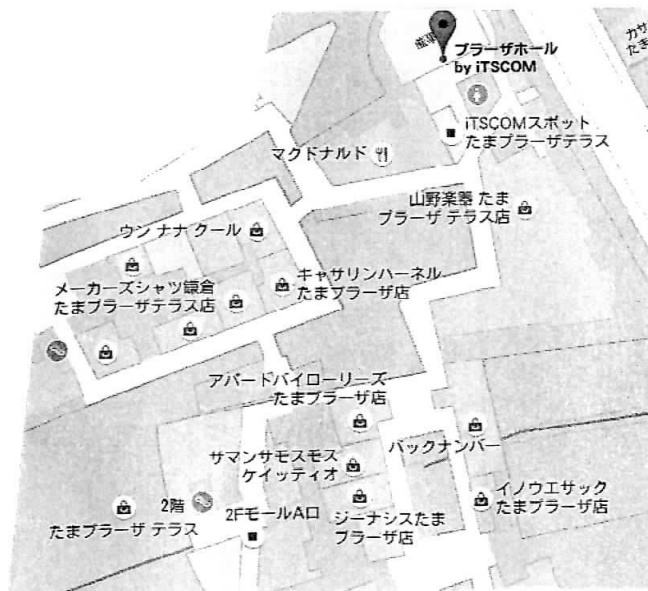 プラーザホール
by iTSCOM
カサ
たまプ
iTSCOMスポット
たまプラーザテラス
マクドナルド
山野楽器 たま
プラーザ テラス店
ウン ナナ クール
メーカーズシャツ鎌倉
たまプラーザテラス店
キャサリンハーネル
たまプラーザ店
アバードバイローリーズ
たまプラーザ店
サマンサモスモス
ケイッティオ
バックナンバー
2階
たまプラーザ テラス
2FモールA口
ジーナシスたま
プラーザ店
イノウエサック
たまプラーザ店